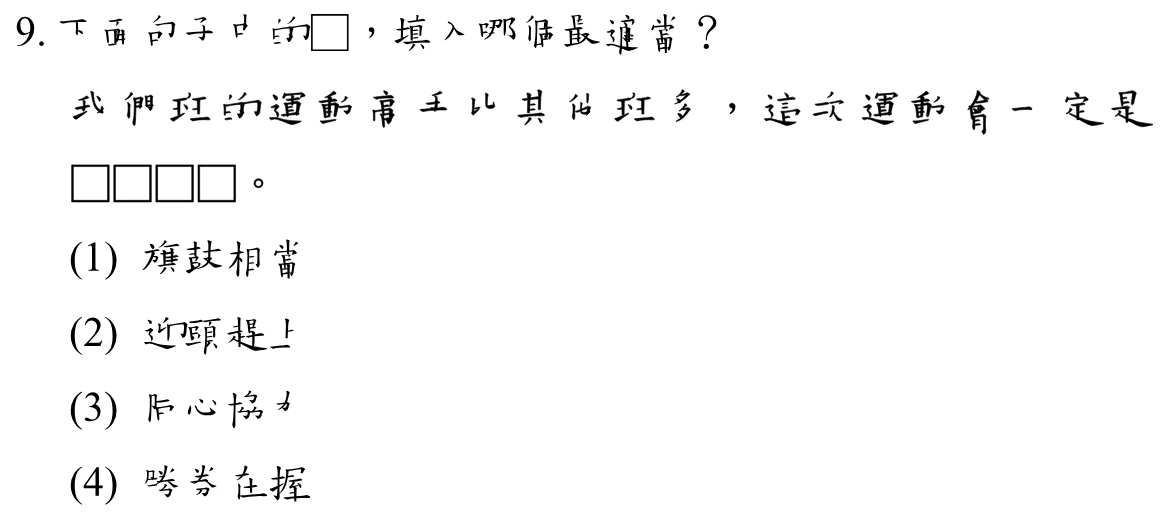 9. 下面句子中的□，填入哪個最適當？
我們班的運動高手比其他班多，這次運動會一定是
□□□□。
(1) 旗鼓相當
(2) 迎頭趕上
(3) 同心協力
(4) 勝券在握